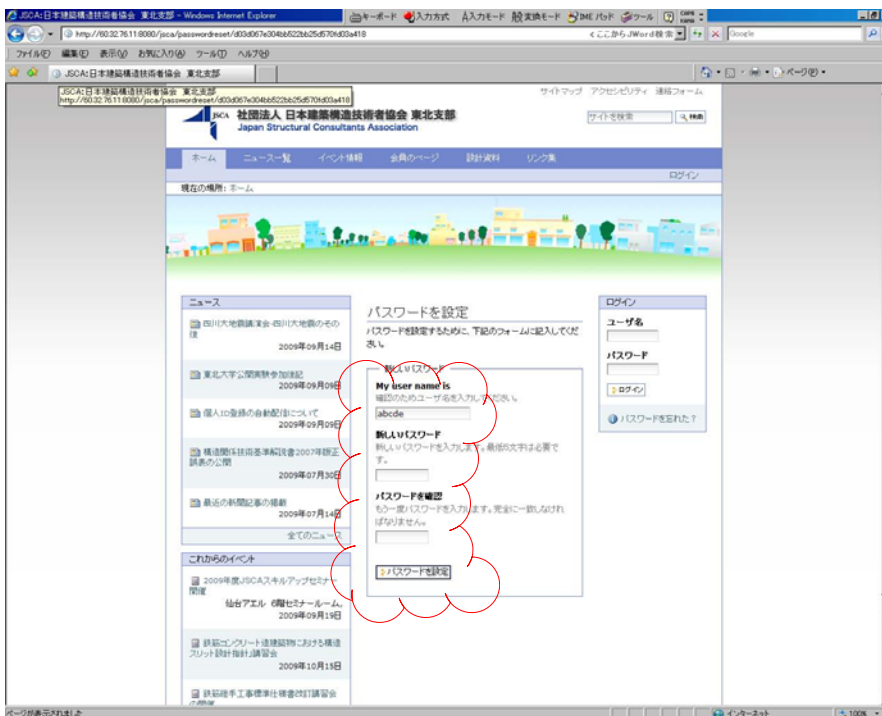 JSCA:日本建築構造技術者協会 東北支部 - Windows Internet Explorer
キーボード 入力方式 入力モード 変換モード IME パッド ツール CAPS
http://60.32.76.11:8080/jsca/passwordreset/d03d067e304bb522bb25d570fd03a418
<ここからJWord検索
Google
ファイル(F) 編集(E) 表示(V) お気に入り(A) ツール(T) ヘルプ(H)
JSCA:日本建築構造技術者協会 東北支部
ページ(P)
JSCA:日本建築構造技術者協会 東北支部
http://60.32.76.11:8080/jsca/passwordreset/d03d067e304bb522bb25d570fd03a418
サイトマップ アクセシビリティ 連絡フォーム
JSCA 社団法人 日本建築構造技術者協会 東北支部
Japan Structural Consultants Association
サイトを検索 検索
ホーム ニュース一覧 イベント情報 会員のページ 設計資料 リンク集
ログイン
現在の場所: ホーム
ニュース
四川大地震講演会-四川大地震のその後
2009年09月14日
東北大学公開実験参加後記
2009年09月09日
個人ID登録の自動配信について
2009年09月09日
構造関係技術基準解説書2007年版正誤表の公開
2009年07月30日
最近の新聞記事の掲載
2009年07月14日
全てのニュース
これからのイベント
2009年度JSCAスキルアップセミナー開催
仙台アエル 6階セミナールーム,
2009年09月19日
鉄筋コンクリート造建築物における構造スリット設計指針」講習会
2009年10月15日
鉄筋継手工事標準仕様書改訂講習会
の開催
パスワードを設定
パスワードを設定するために、下記のフォームに記入してくだ
さい。
新しいパスワード
My user name is
確認のためユーザ名を入力してください。
abcde
新しいパスワード
新しいパスワードを入力します。最低5文字は必要で
す。
パスワードを確認
もう一度パスワードを入力します。完全に一致しなけれ
ばなりません。
パスワードを設定
ログイン
ユーザ名
パスワード
ログイン
パスワードを忘れた?
ページが表示されました
インターネット
100%